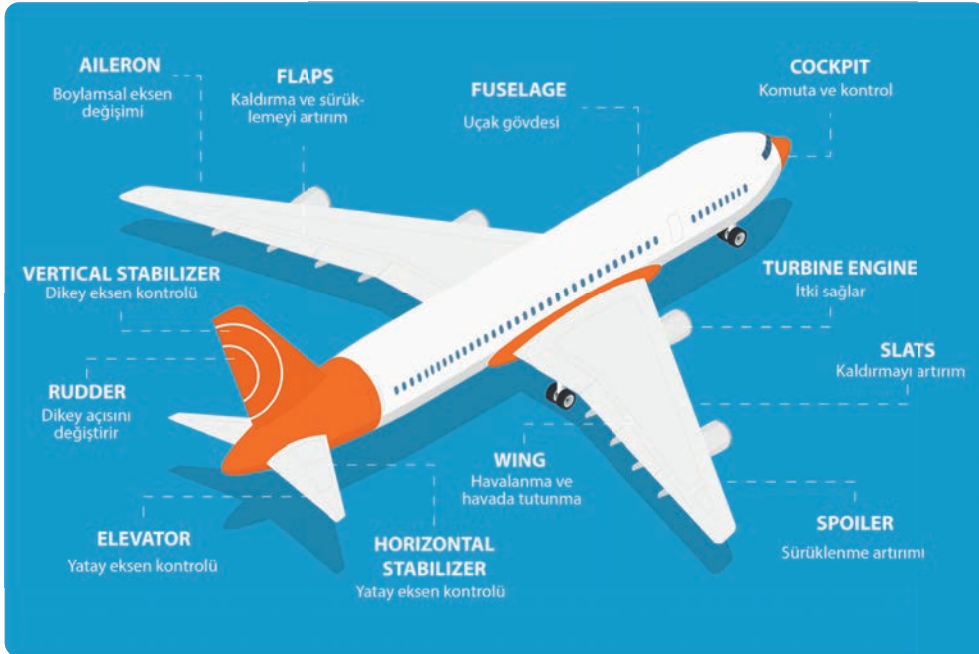 AILERON
Boylamsal eksen
değişimi
FLAPS
Kaldırma ve sürük-
lemeyi artırım
FUSELAGE
Uçak gövdesi
COCKPIT
Komuta ve kontrol
VERTICAL STABILIZER
Dikey eksen kontrolü
TURBINE ENGINE
İtki sağlar
SLATS
Kaldırmayı artırım
RUDDER
Dikey açısını
değiştirir
WING
Havalanma ve
havada tutunma
ELEVATOR
Yatay eksen kontrolü
HORIZONTAL
STABILIZER
Yatay eksen kontrolü
SPOILER
Sürüklenme artırımı